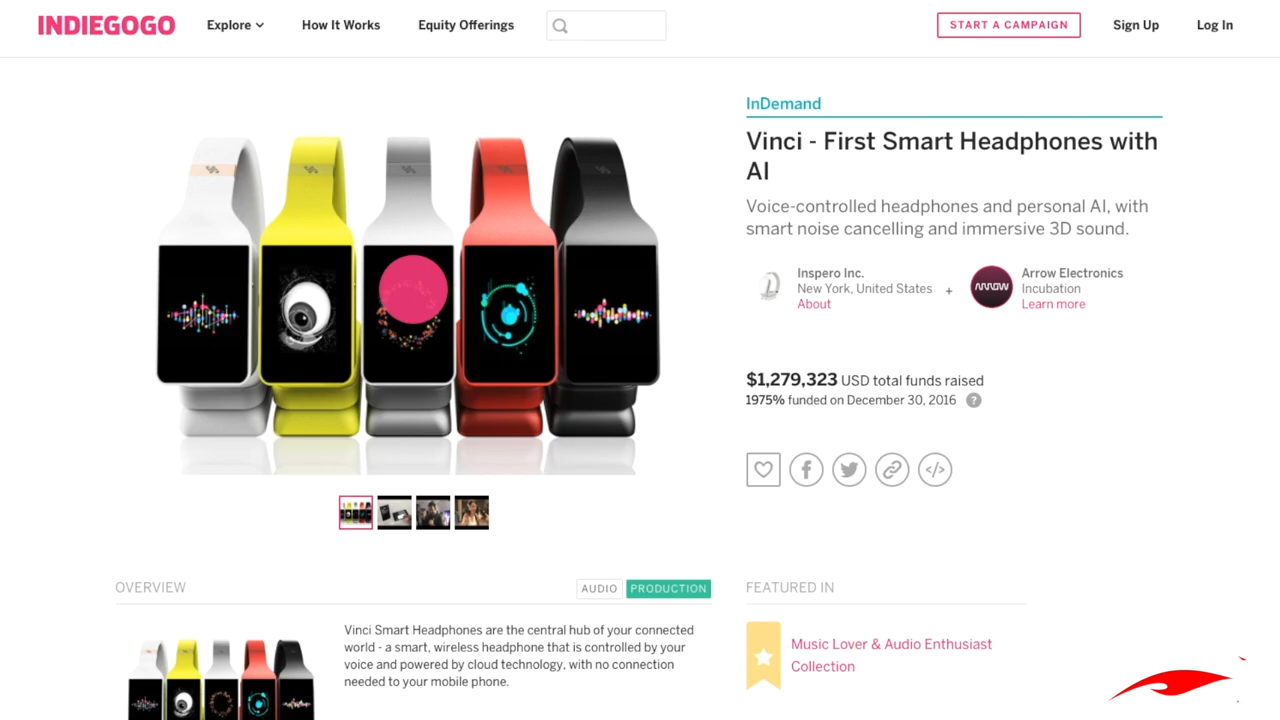 INDIEGOGO
Explore
How It Works
Equity Offerings
START A CAMPAIGN
Sign Up
Log In
InDemand
Vinci - First Smart Headphones with
AI
Voice-controlled headphones and personal AI, with
smart noise cancelling and immersive 3D sound.
Inspero Inc.
New York, United States
About
+
Arrow Electronics
Incubation
Learn more
ARROW
$1,279,323 USD total funds raised
1975% funded on December 30, 2016 ?
OVERVIEW
AUDIO
PRODUCTION
Vinci Smart Headphones are the central hub of your connected
world - a smart, wireless headphone that is controlled by your
voice and powered by cloud technology, with no connection
needed to your mobile phone.
FEATURED IN
Music Lover & Audio Enthusiast
Collection